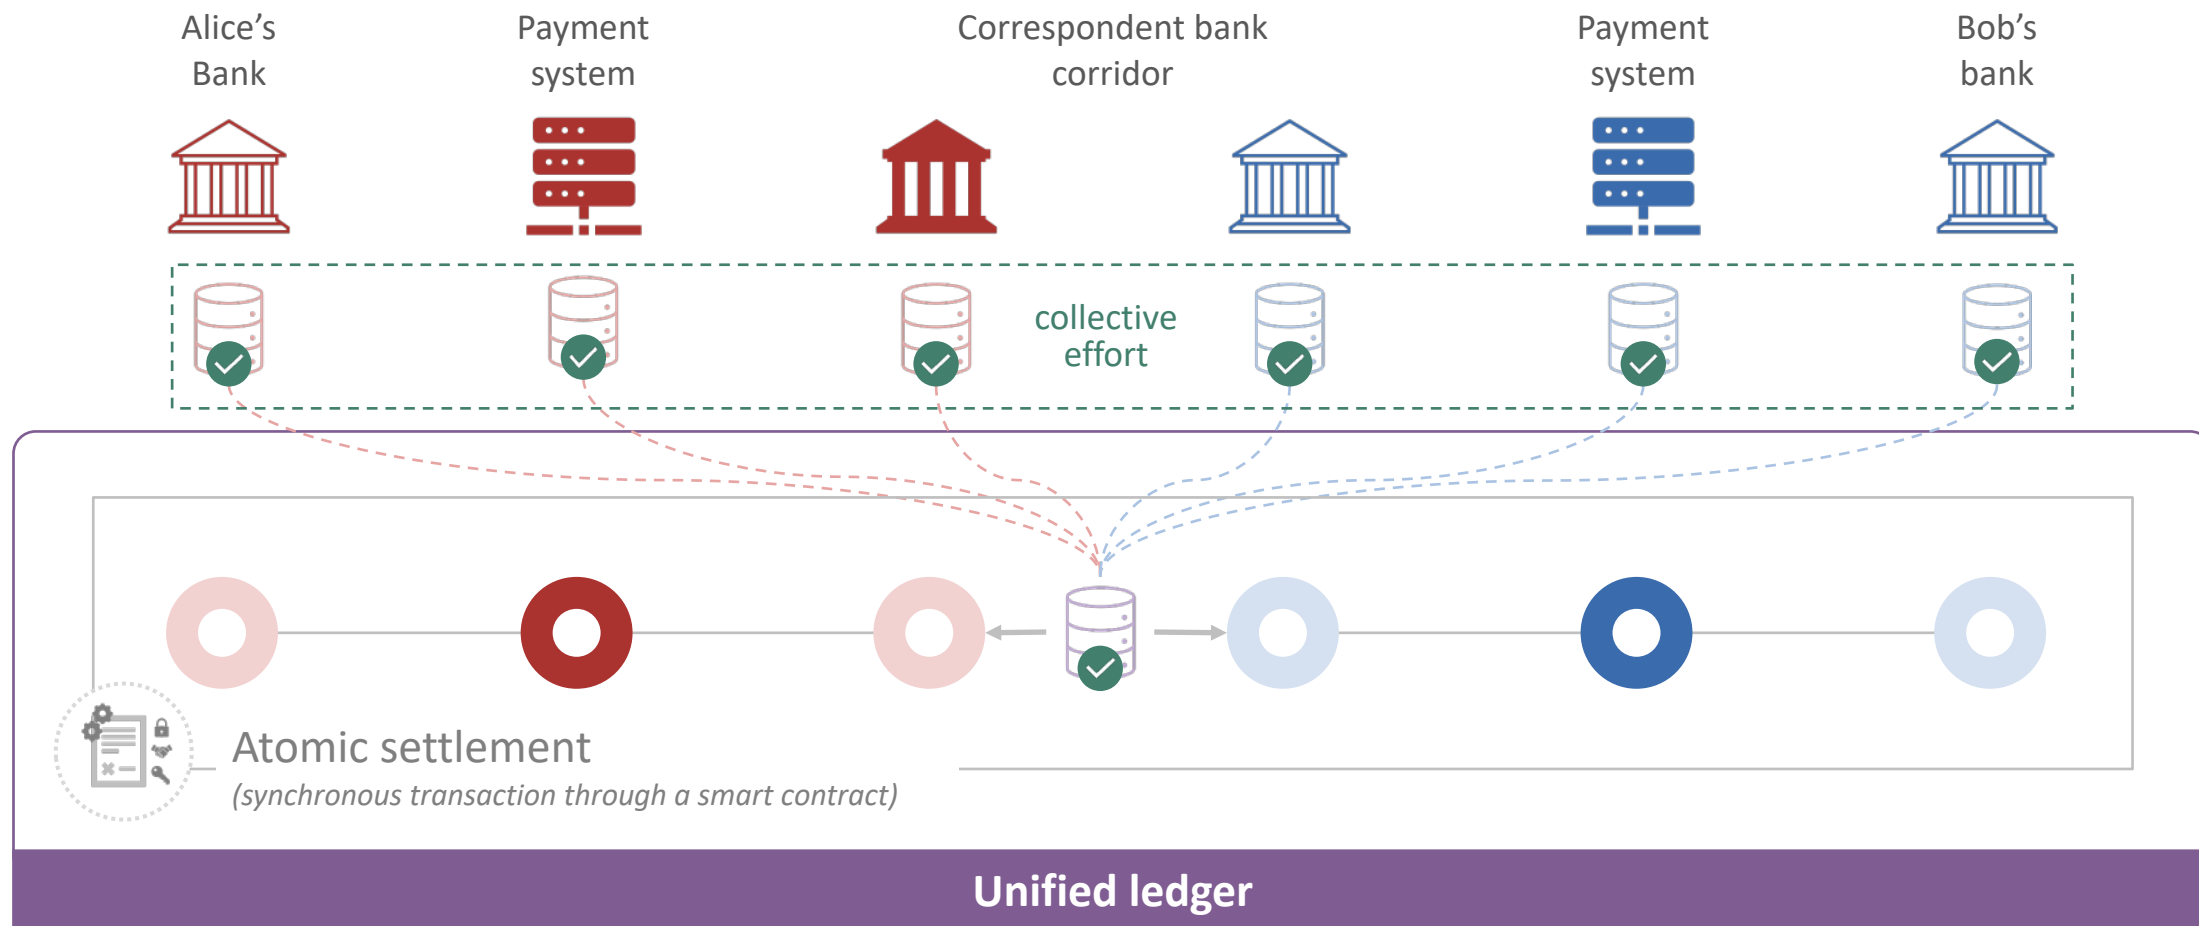 Alice’s
Bank
Payment
system
Correspondent bank
corridor
Payment
system
Bob’s
bank
collective
effort
Atomic settlement
(synchronous transaction through a smart contract)
Unified ledger